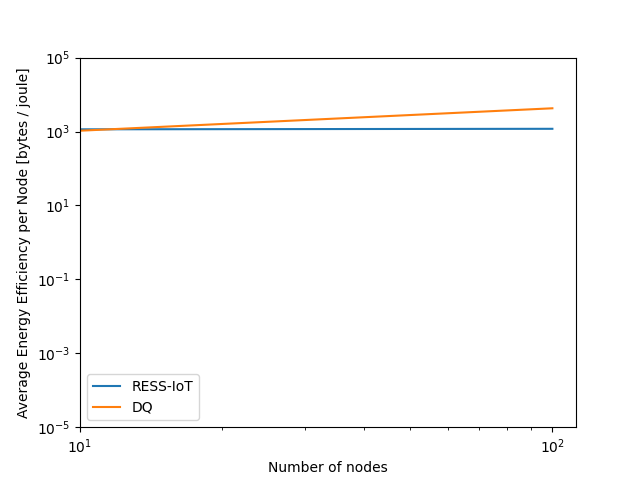 Average Energy Efficiency per Node [bytes / joule]
10^5
10^3
10^1
10^-1
10^-3
10^-5
RESS-IoT
DQ
10^1
10^2
Number of nodes